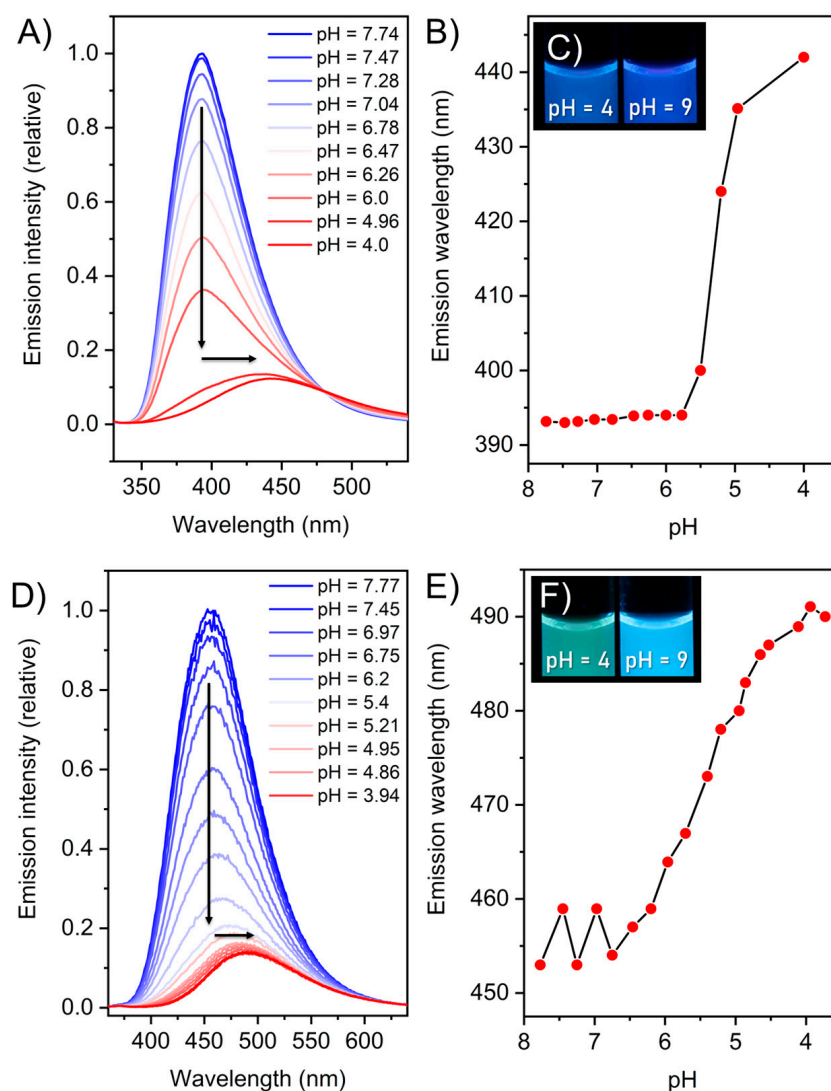 A)
pH = 7.74
pH = 7.47
pH = 7.28
pH = 7.04
pH = 6.78
pH = 6.47
pH = 6.26
pH = 6.0
pH = 4.96
pH = 4.0
1.0
0.8
0.6
0.4
0.2
0.0
Emission intensity (relative)
350 400 450 500
Wavelength (nm)
B)
C)
pH = 4 pH = 9
440
430
420
410
400
390
Emission wavelength (nm)
8 7 6 5 4
pH
D)
pH = 7.77
pH = 7.45
pH = 6.97
pH = 6.75
pH = 6.2
pH = 5.4
pH = 5.21
pH = 4.95
pH = 4.86
pH = 3.94
1.0
0.8
0.6
0.4
0.2
0.0
Emission intensity (relative)
400 450 500 550 600
Wavelength (nm)
E)
F)
pH = 4 pH = 9
490
480
470
460
450
Emission wavelength (nm)
8 7 6 5 4
pH